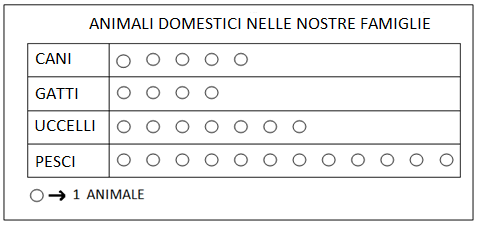 ANIMALI DOMESTICI NELLE NOSTRE FAMIGLIE
CANI
GATTI
UCCELLI
PESCI
1 ANIMALE